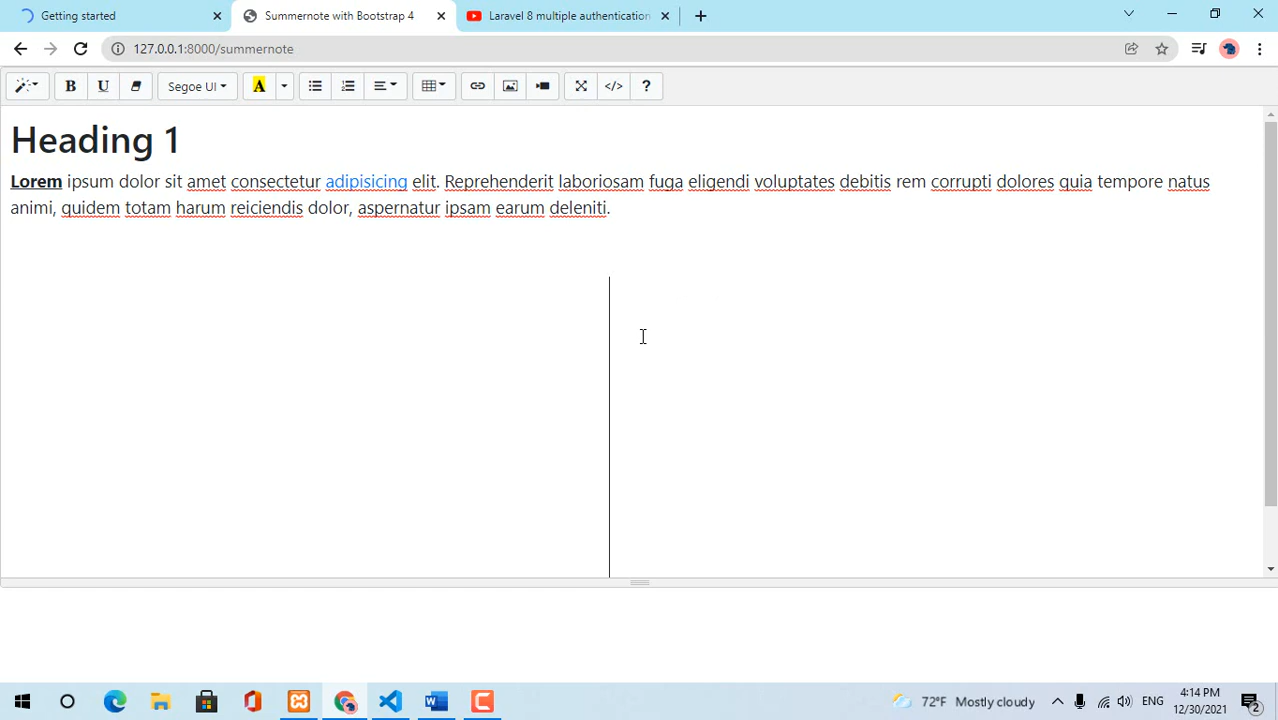 Getting started
Summernote with Bootstrap 4
Laravel 8 multiple authentication
127.0.0.1:8000/summernote
B U Segoe UI A </> ?
Heading 1
Lorem ipsum dolor sit amet consectetur adipisicing elit. Reprehenderit laboriosam fuga eligendi voluptates debitis rem corrupti dolores quia tempore natus
animi, quidem totam harum reiciendis dolor, aspernatur ipsam earum deleniti.
72°F Mostly cloudy
ENG
4:14 PM
12/30/2021
2